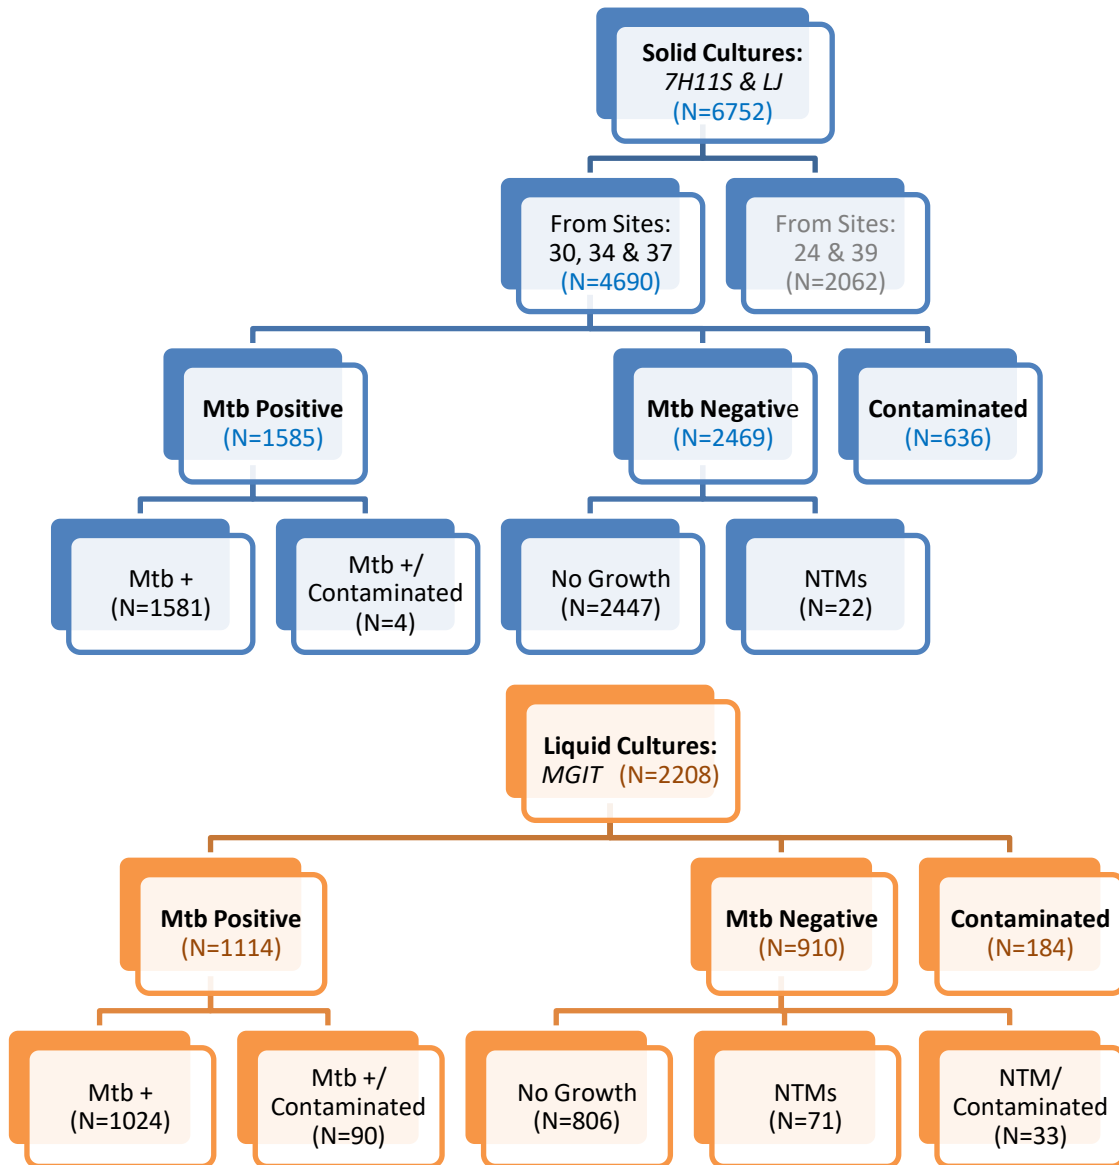 Solid Cultures:
7H11S & LJ
(N=6752)
From Sites:
30, 34 & 37
(N=4690)
From Sites:
24 & 39
(N=2062)
Mtb Positive
(N=1585)
Mtb Negative
(N=2469)
Contaminated
(N=636)
Mtb +
(N=1581)
Mtb +/
Contaminated
(N=4)
No Growth
(N=2447)
NTMs
(N=22)
Liquid Cultures:
MGIT (N=2208)
Mtb Positive
(N=1114)
Mtb Negative
(N=910)
Contaminated
(N=184)
Mtb +
(N=1024)
Mtb +/
Contaminated
(N=90)
No Growth
(N=806)
NTMs
(N=71)
NTM/
Contaminated
(N=33)